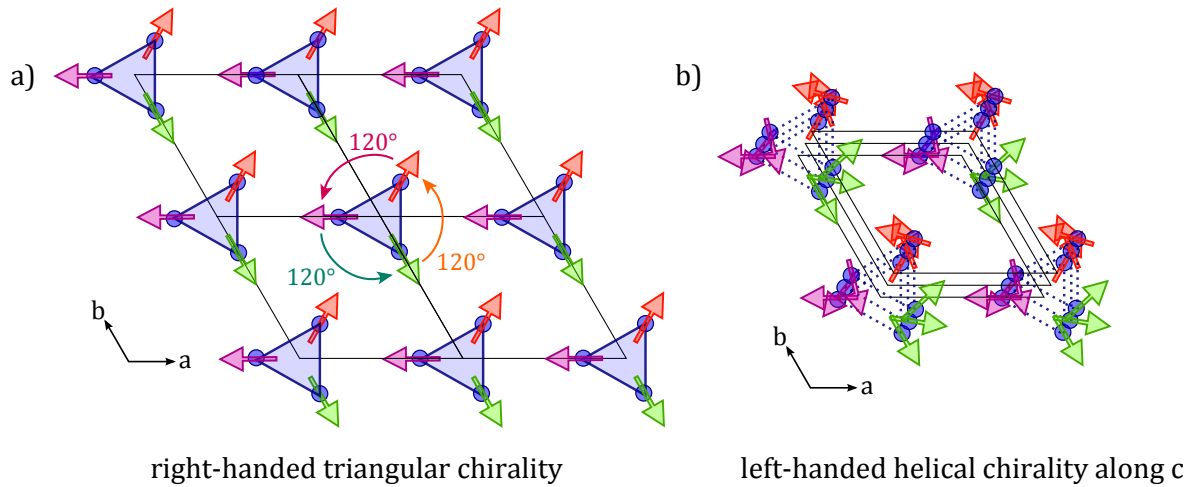 a)
b)
120°
120°
120°
b
a
b
a
right-handed triangular chirality
left-handed helical chirality along c